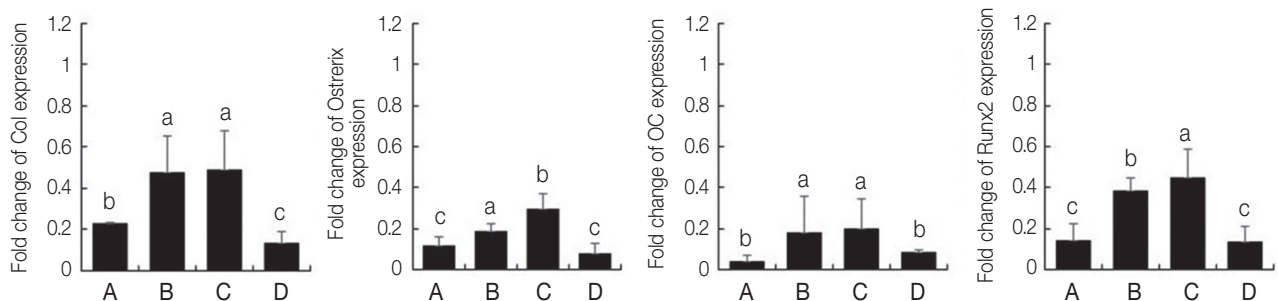 Fold change of Col expression
1.2
1
0.8
0.6
0.4
0.2
0
b
a
a
c
A B C D
Fold change of Ostrerix
expression
1.2
1
0.8
0.6
0.4
0.2
0
c
a
b
c
A B C D
Fold change of OC expression
1.2
1
0.8
0.6
0.4
0.2
0
b
a
a
b
A B C D
Fold change of Runx2 expression
1.2
1
0.8
0.6
0.4
0.2
0
c
b
a
c
A B C D